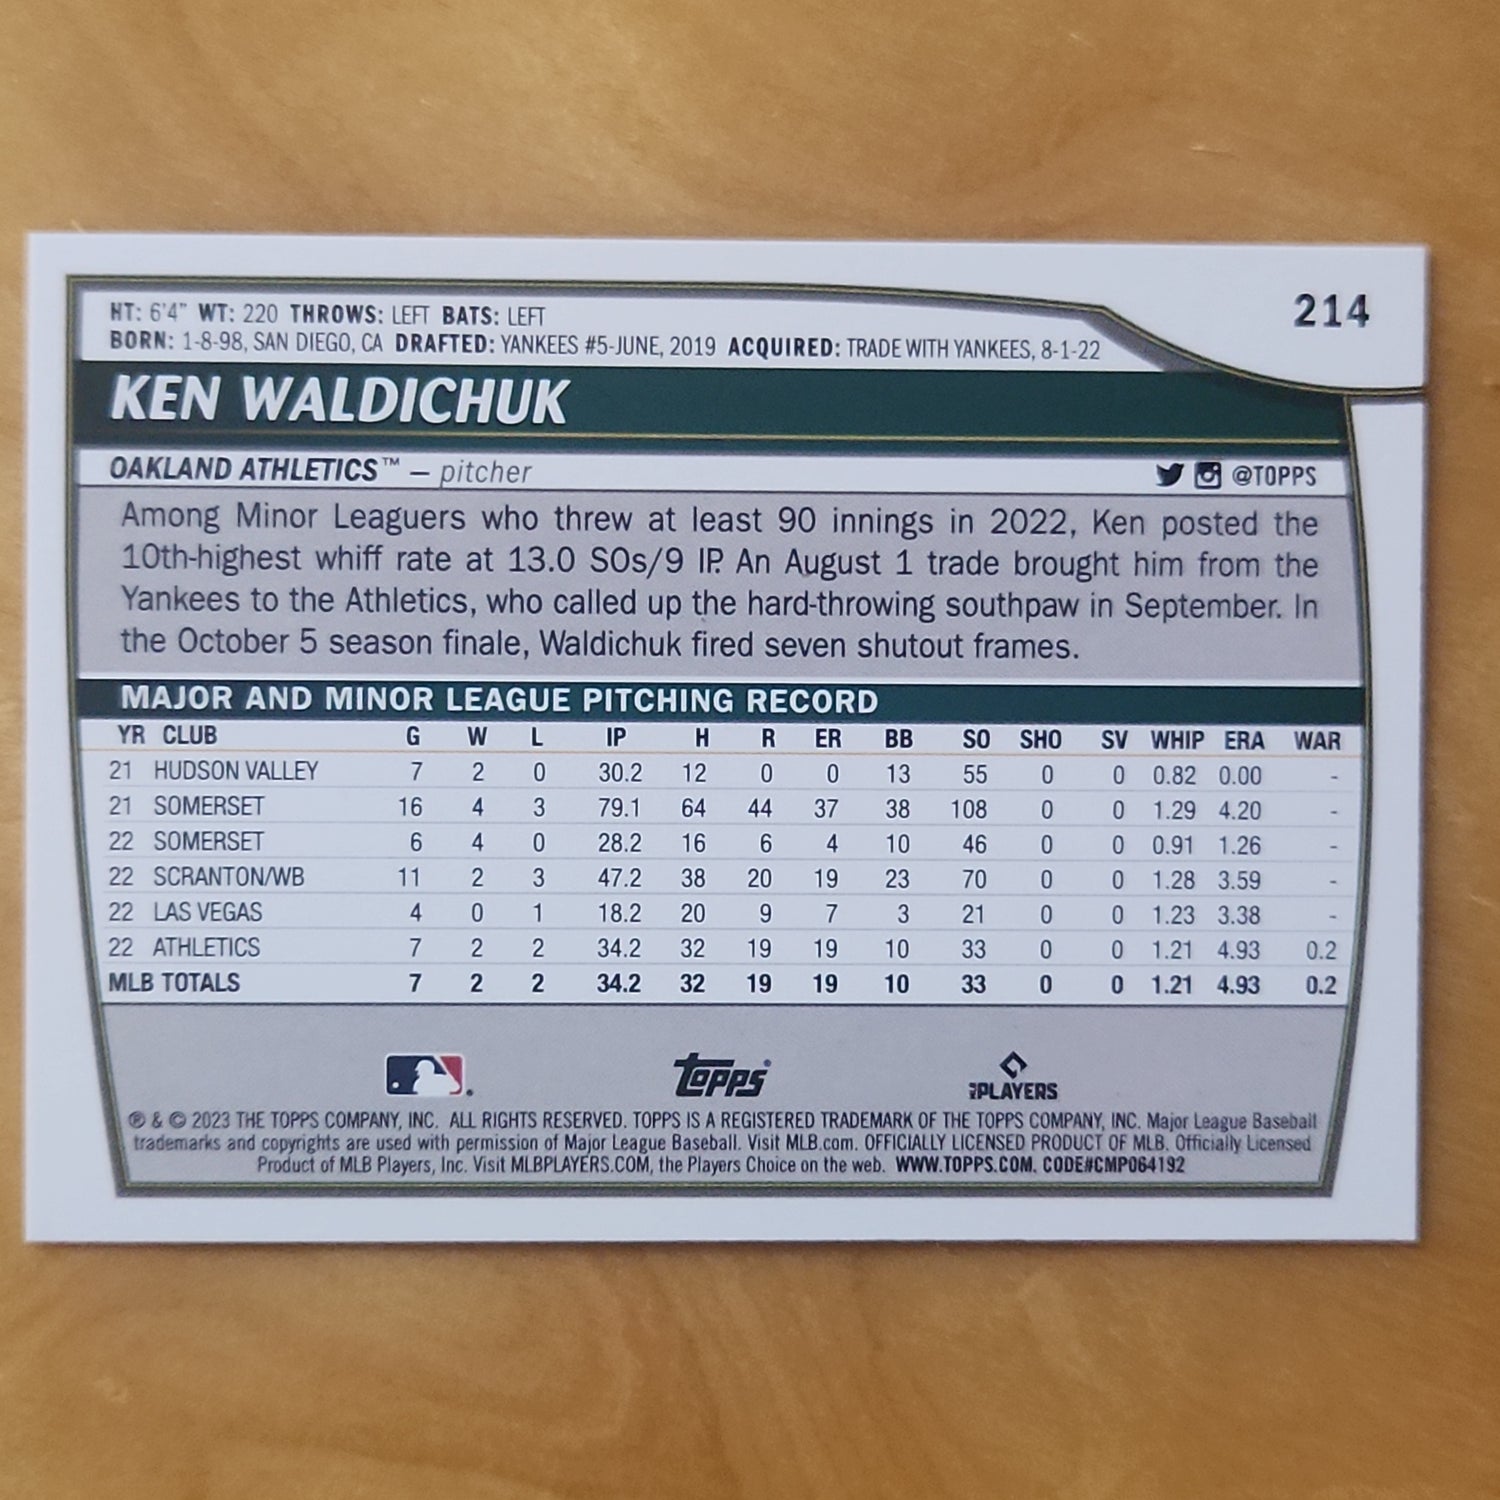 214
HT: 6'4" WT: 220 THROWS: LEFT BATS: LEFT
BORN: 1-8-98, SAN DIEGO, CA DRAFTED: YANKEES #5-JUNE, 2019 ACQUIRED: TRADE WITH YANKEES, 8-1-22
KEN WALDICHUK
OAKLAND ATHLETICS™ – pitcher @TOPPS
Among Minor Leaguers who threw at least 90 innings in 2022, Ken posted the
10th-highest whiff rate at 13.0 SOs/9 IP. An August 1 trade brought him from the
Yankees to the Athletics, who called up the hard-throwing southpaw in September. In
the October 5 season finale, Waldichuk fired seven shutout frames.
MAJOR AND MINOR LEAGUE PITCHING RECORD
YR CLUB G W L IP H R ER BB SO SHO SV WHIP ERA WAR
21 HUDSON VALLEY 7 2 0 30.2 12 0 0 13 55 0 0 0.82 0.00 -
21 SOMERSET 16 4 3 79.1 64 44 37 38 108 0 0 1.29 4.20 -
22 SOMERSET 6 4 0 28.2 16 6 4 10 46 0 0 0.91 1.26 -
22 SCRANTON/WB 11 2 3 47.2 38 20 19 23 70 0 0 1.28 3.59 -
22 LAS VEGAS 4 0 1 18.2 20 9 7 3 21 0 0 1.23 3.38 -
22 ATHLETICS 7 2 2 34.2 32 19 19 10 33 0 0 1.21 4.93 0.2
MLB TOTALS 7 2 2 34.2 32 19 19 10 33 0 0 1.21 4.93 0.2
Topps PLAYERS
® & © 2023 THE TOPPS COMPANY, INC. ALL RIGHTS RESERVED. TOPPS IS A REGISTERED TRADEMARK OF THE TOPPS COMPANY, INC. Major League Baseball
trademarks and copyrights are used with permission of Major League Baseball. Visit MLB.com. OFFICIALLY LICENSED PRODUCT OF MLB. Officially Licensed
Product of MLB Players, Inc. Visit MLBPLAYERS.COM, the Players Choice on the web. WWW.TOPPS.COM. CODE#CMP064192